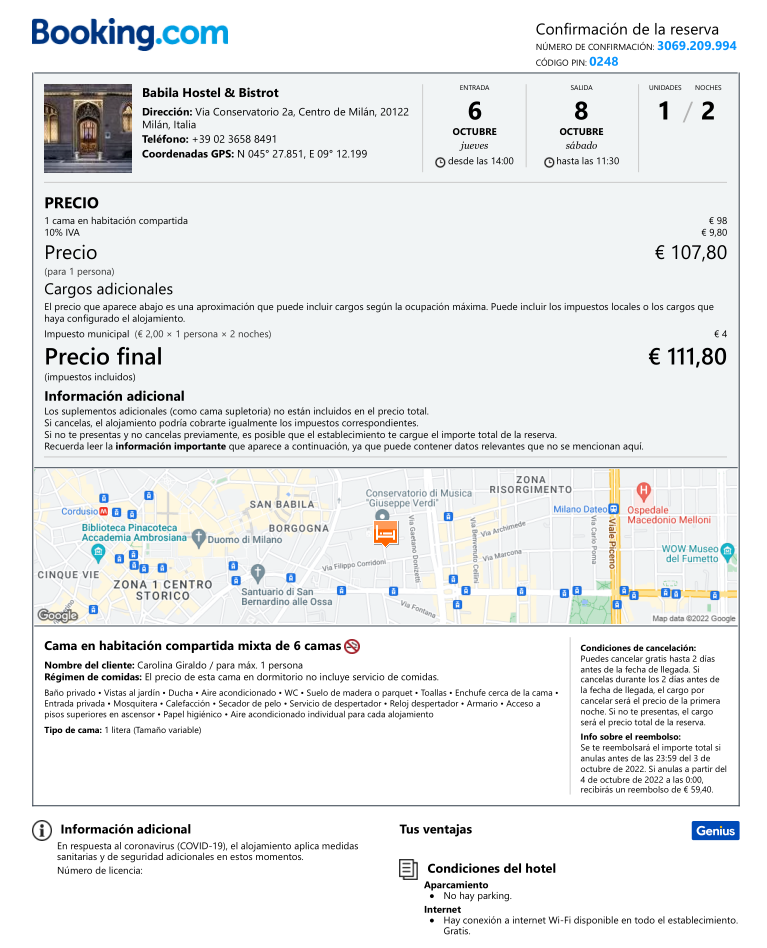 Booking.com
Confirmación de la reserva
NÚMERO DE CONFIRMACIÓN: 3069.209.994
CÓDIGO PIN: 0248
Babila Hostel & Bistrot
Dirección: Via Conservatorio 2a, Centro de Milán, 20122
Milán, Italia
Teléfono: +39 02 3658 8491
Coordenadas GPS: N 045° 27.851, E 09° 12.199
ENTRADA
6
OCTUBRE
jueves
desde las 14:00
SALIDA
8
OCTUBRE
sábado
hasta las 11:30
UNIDADES NOCHES
1 / 2
PRECIO
1 cama en habitación compartida € 98
10% IVA € 9,80
Precio € 107,80
(para 1 persona)
Cargos adicionales
El precio que aparece abajo es una aproximación que puede incluir cargos según la ocupación máxima. Puede incluir los impuestos locales o los cargos que
haya configurado el alojamiento.
Impuesto municipal (€ 2,00 × 1 persona × 2 noches) € 4
Precio final € 111,80
(impuestos incluidos)
Información adicional
Los suplementos adicionales (como cama supletoria) no están incluidos en el precio total.
Si cancelas, el alojamiento podría cobrarte igualmente los impuestos correspondientes.
Si no te presentas y no cancelas previamente, es posible que el establecimiento te cargue el importe total de la reserva.
Recuerda leer la información importante que aparece a continuación, ya que puede contener datos relevantes que no se mencionan aquí.
ZONA
RISORGIMENTO
Conservatorio di Musica
"Giuseppe Verdi"
SAN BABILA
Cordusio M
Milano Dateo
H
Ospedale
Macedonio Melloni
Biblioteca Pinacoteca
Accademia Ambrosiana
BORGOGNA
Duomo di Milano
Via Archimede
Via Gaetano Donizetti
Via Benvenuto Cellini
Via Carlo Poma
Viale Piceno
Via Marcona
WOW Museo
del Fumetto
Via Filippo Corridoni
CINQUE VIE
ZONA 1 CENTRO
STORICO
Santuario di San
Bernardino alle Ossa
Via Fontana
Google
Map data ©2022 Google
Cama en habitación compartida mixta de 6 camas
Nombre del cliente: Carolina Giraldo / para máx. 1 persona
Régimen de comidas: El precio de esta cama en dormitorio no incluye servicio de comidas.
Baño privado • Vistas al jardín • Ducha • Aire acondicionado • WC • Suelo de madera o parquet • Toallas • Enchufe cerca de la cama •
Entrada privada • Mosquitera • Calefacción • Secador de pelo • Servicio de despertador • Reloj despertador • Armario • Acceso a
pisos superiores en ascensor • Papel higiénico • Aire acondicionado individual para cada alojamiento
Tipo de cama: 1 litera (Tamaño variable)
Condiciones de cancelación:
Puedes cancelar gratis hasta 2 días
antes de la fecha de llegada. Si
cancelas durante los 2 días antes de
la fecha de llegada, el cargo por
cancelar será el precio de la primera
noche. Si no te presentas, el cargo
será el precio total de la reserva.
Info sobre el reembolso:
Se te reembolsará el importe total si
anulas antes de las 23:59 del 3 de
octubre de 2022. Si anulas a partir del
4 de octubre de 2022 a las 0:00,
recibirás un reembolso de € 59,40.
Información adicional
En respuesta al coronavirus (COVID-19), el alojamiento aplica medidas
sanitarias y de seguridad adicionales en estos momentos.
Número de licencia:
Tus ventajas
Genius
Condiciones del hotel
Aparcamiento
• No hay parking.
Internet
• Hay conexión a internet Wi-Fi disponible en todo el establecimiento.
Gratis.